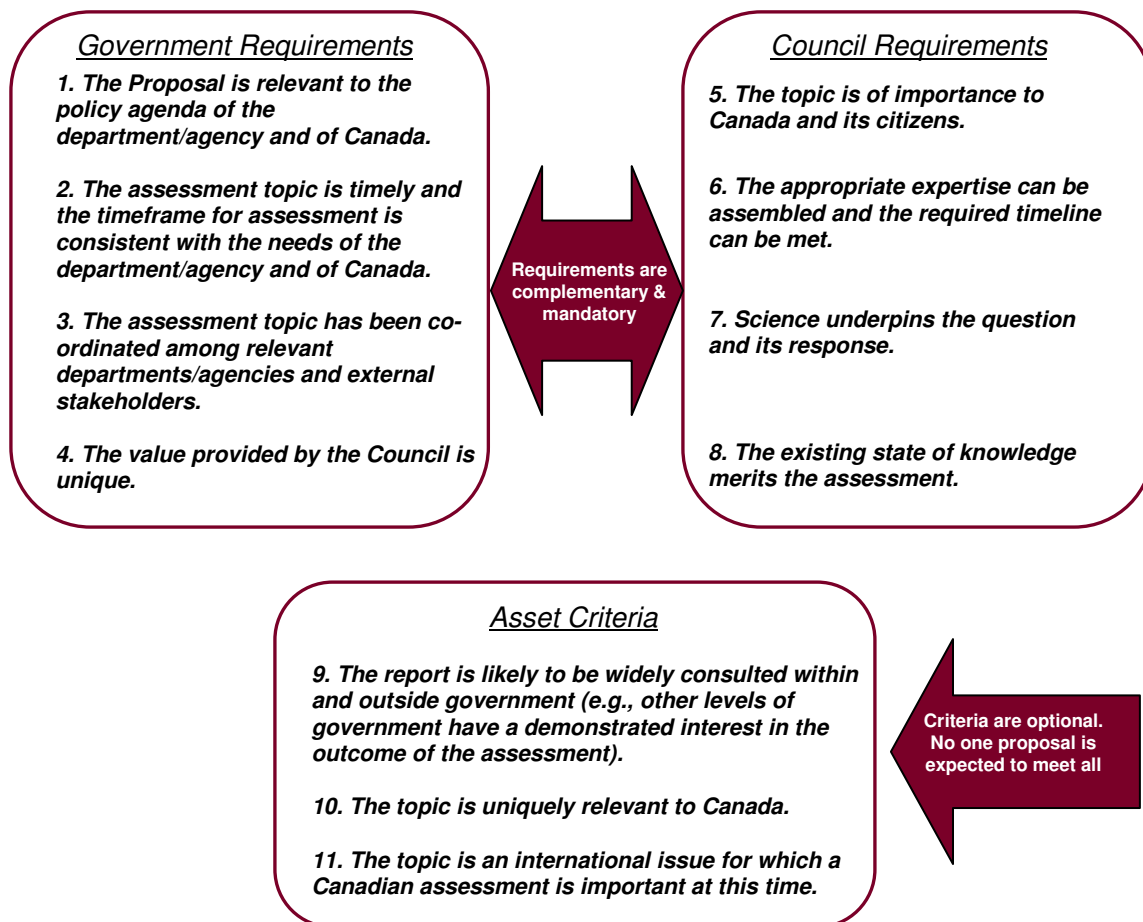 Government Requirements
1. The Proposal is relevant to the
policy agenda of the
department/agency and of Canada.
2. The assessment topic is timely and
the timeframe for assessment is
consistent with the needs of the
department/agency and of Canada.
3. The assessment topic has been co-
ordinated among relevant
departments/agencies and external
stakeholders.
4. The value provided by the Council is
unique.
Requirements are
complementary &
mandatory
Council Requirements
5. The topic is of importance to
Canada and its citizens.
6. The appropriate expertise can be
assembled and the required timeline
can be met.
7. Science underpins the question
and its response.
8. The existing state of knowledge
merits the assessment.
Asset Criteria
9. The report is likely to be widely consulted within
and outside government (e.g., other levels of
government have a demonstrated interest in the
outcome of the assessment).
10. The topic is uniquely relevant to Canada.
11. The topic is an international issue for which a
Canadian assessment is important at this time.
Criteria are optional.
No one proposal is
expected to meet all